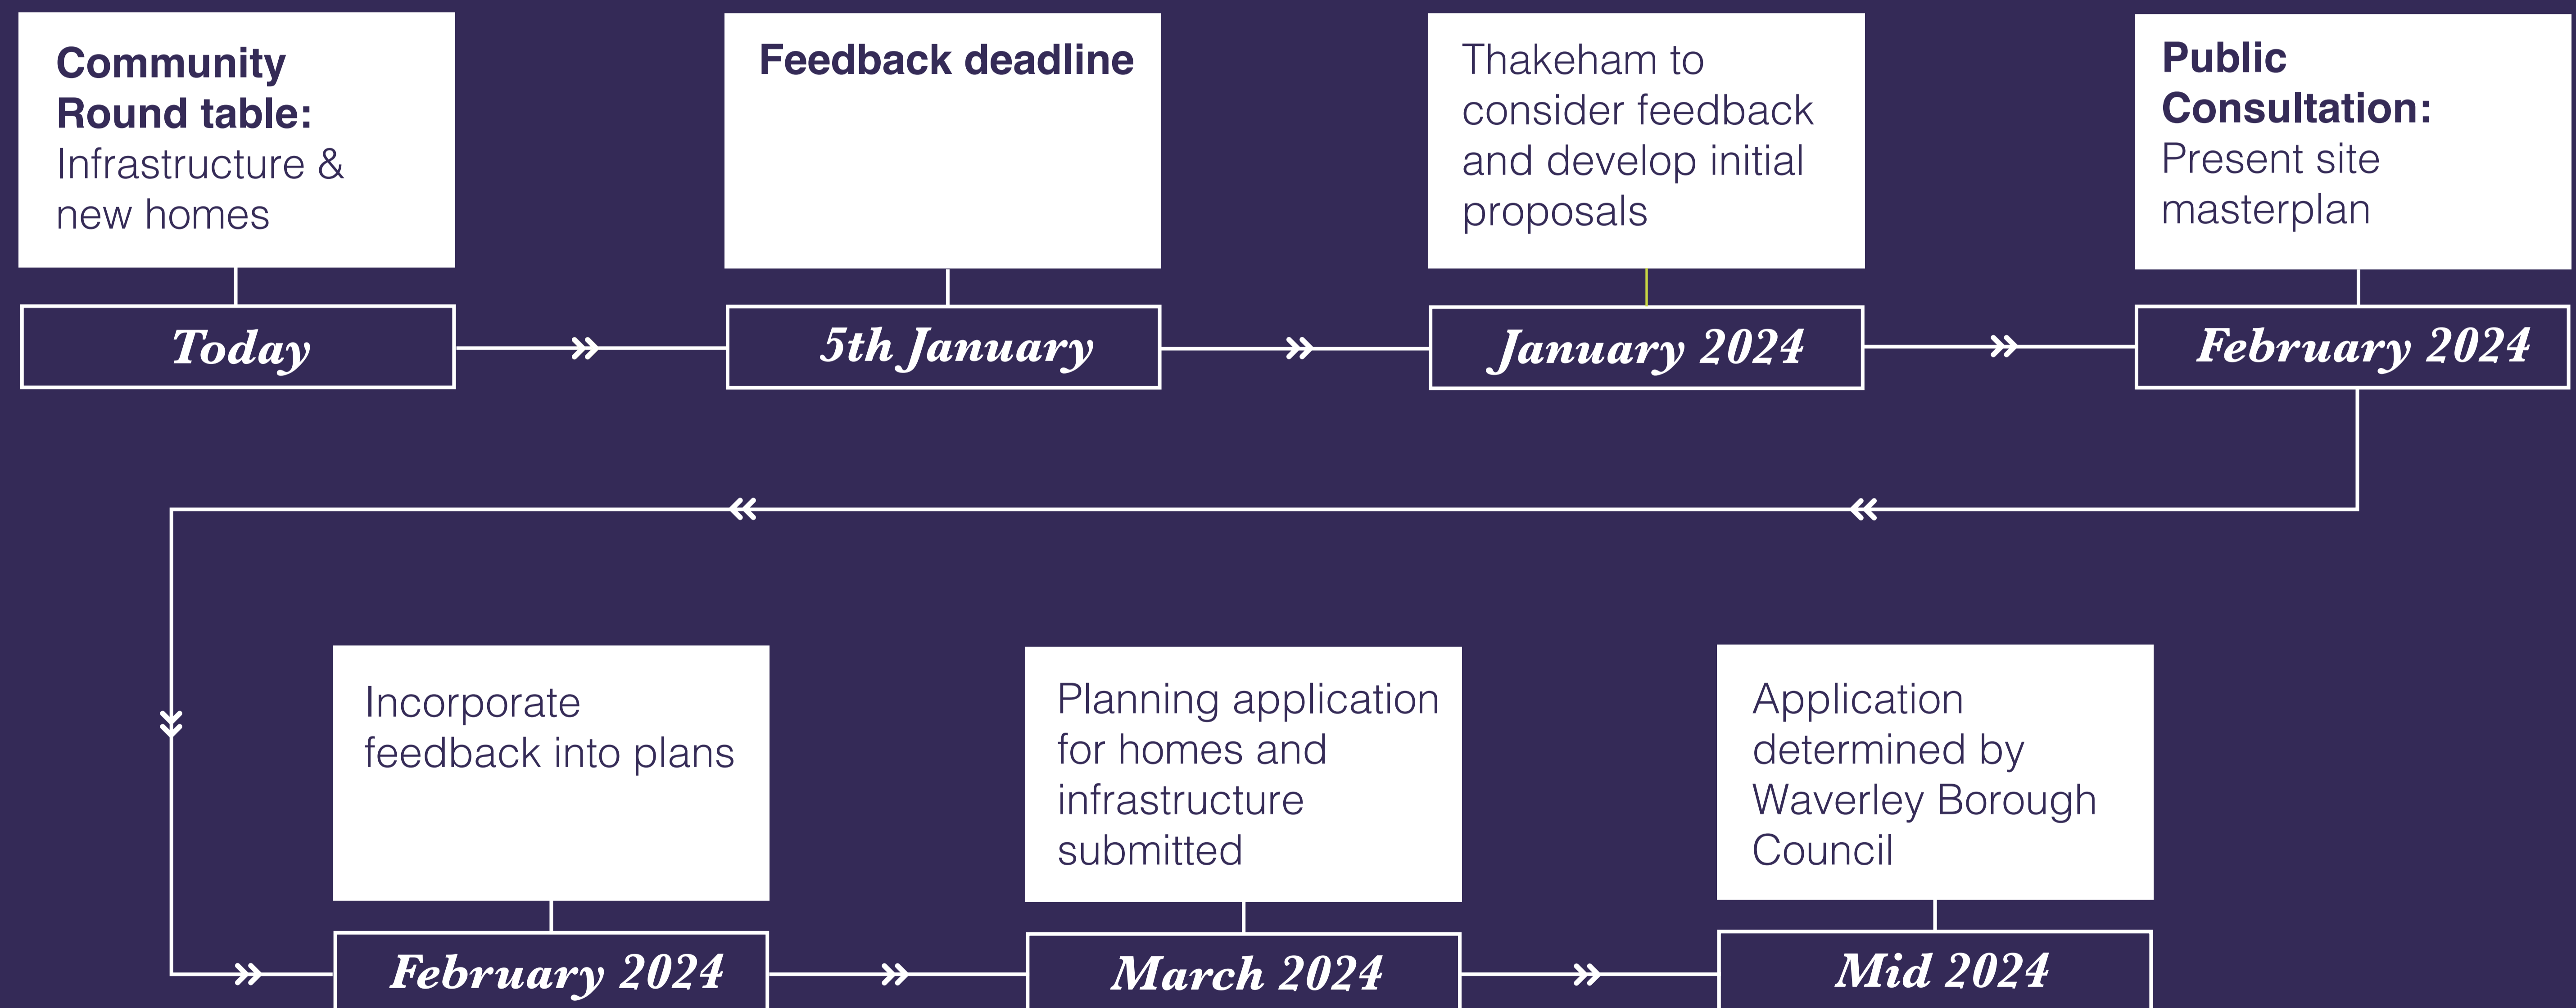 Community
Round table:
Infrastructure &
new homes
Today
Feedback deadline
5th January
Thakeham to
consider feedback
and develop initial
proposals
January 2024
Public
Consultation:
Present site
masterplan
February 2024
Incorporate
feedback into plans
February 2024
Planning application
for homes and
infrastructure
submitted
March 2024
Application
determined by
Waverley Borough
Council
Mid 2024